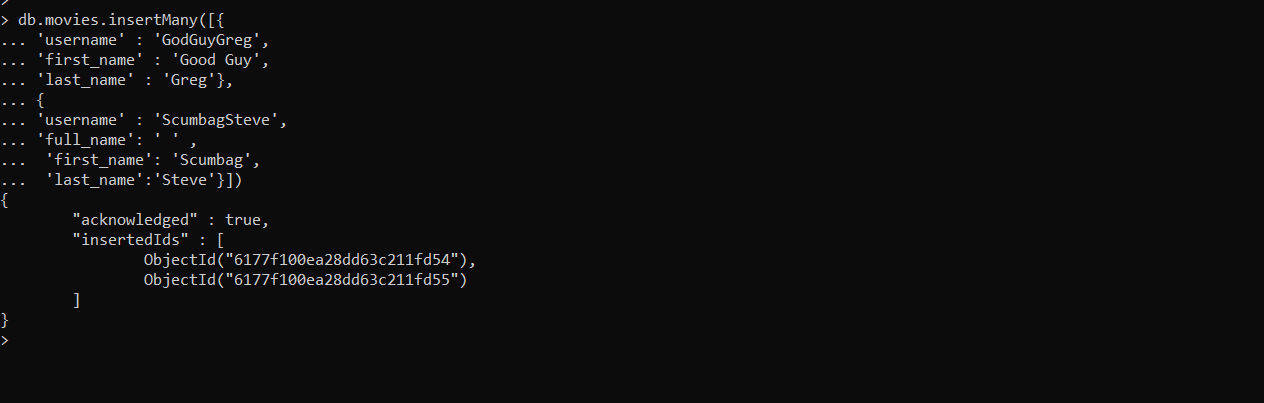 >
> db.movies.insertMany([{
... 'username' : 'GodGuyGreg',
... 'first_name' : 'Good Guy',
... 'last_name' : 'Greg'},
... {
... 'username' : 'ScumbagSteve',
... 'full_name': ' ' ,
...  'first_name': 'Scumbag',
...  'last_name':'Steve'}])
{
        "acknowledged" : true,
        "insertedIds" : [
                ObjectId("6177f100ea28dd63c211fd54"),
                ObjectId("6177f100ea28dd63c211fd55")
        ]
}
>